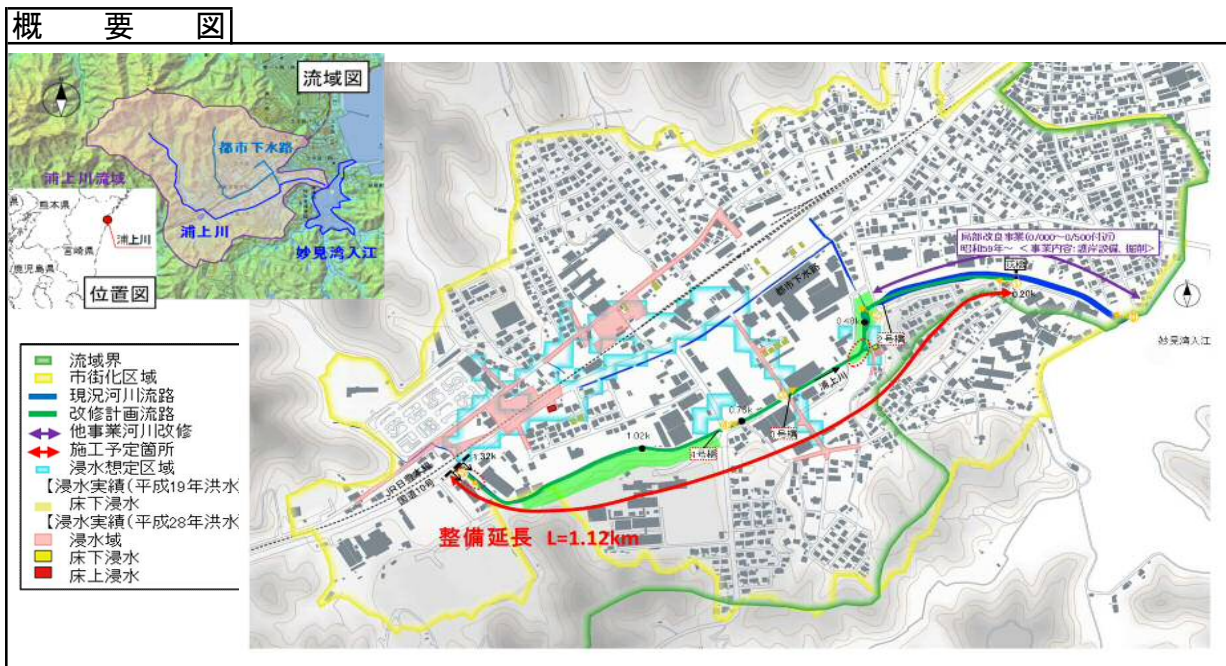 概要図
流域図
都市下水路
浦上川流域
浦上川
妙見湾入江
熊本県
浦上川
宮崎県
鹿児島県
位置図
局部改良事業(0/000～0/500付近)
昭和59年～ <事業内容:護岸設備、掘削>
0.20k
都市下水路
0.48k
2号橋
妙見湾入江
浦上川
3号橋
0.76k
4号橋
1.02k
1.32k
JR日豊本線
国道10号
整備延長 L=1.12km
流域界
市街化区域
現況河川流路
改修計画流路
他事業河川改修
施工予定箇所
浸水想定区域
【浸水実績(平成19年洪水
床下浸水
【浸水実績(平成28年洪水
浸水域
床下浸水
床上浸水